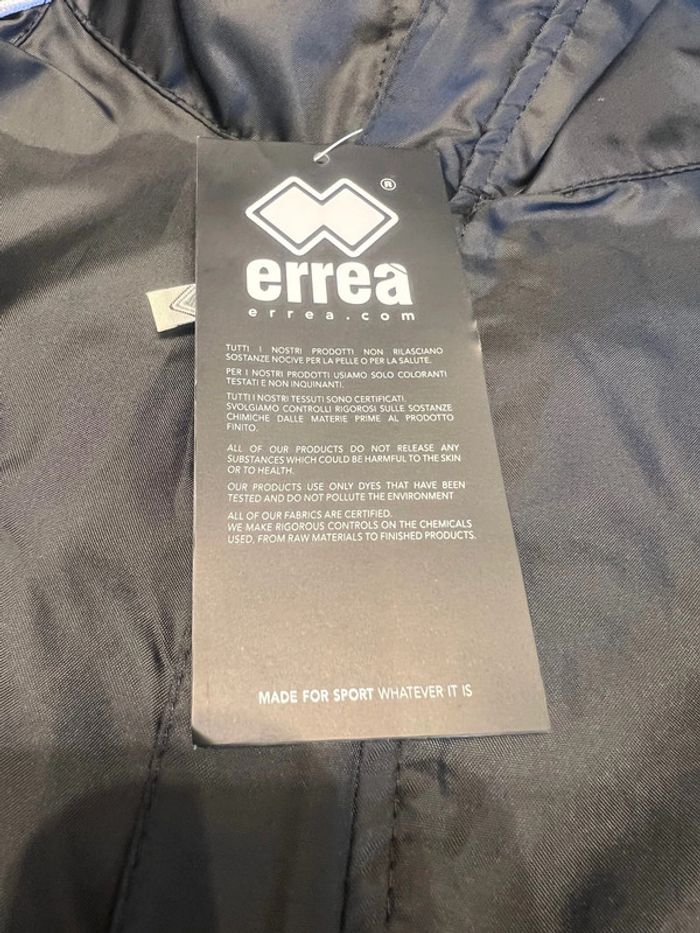 ®
erreà
errea.com
TUTTI I NOSTRI PRODOTTI NON RILASCIANO
SOSTANZE NOCIVE PER LA PELLE O PER LA SALUTE.
PER I NOSTRI PRODOTTI USIAMO SOLO COLORANTI
TESTATI E NON INQUINANTI.
TUTTI I NOSTRI TESSUTI SONO CERTIFICATI.
SVOLGIAMO CONTROLLI RIGOROSI SULLE SOSTANZE
CHIMICHE DALLE MATERIE PRIME AL PRODOTTO
FINITO.
ALL OF OUR PRODUCTS DO NOT RELEASE ANY
SUBSTANCES WHICH COULD BE HARMFUL TO THE SKIN
OR TO HEALTH.
OUR PRODUCTS USE ONLY DYES THAT HAVE BEEN
TESTED AND DO NOT POLLUTE THE ENVIRONMENT
ALL OF OUR FABRICS ARE CERTIFIED.
WE MAKE RIGOROUS CONTROLS ON THE CHEMICALS
USED, FROM RAW MATERIALS TO FINISHED PRODUCTS.
MADE FOR SPORT WHATEVER IT IS